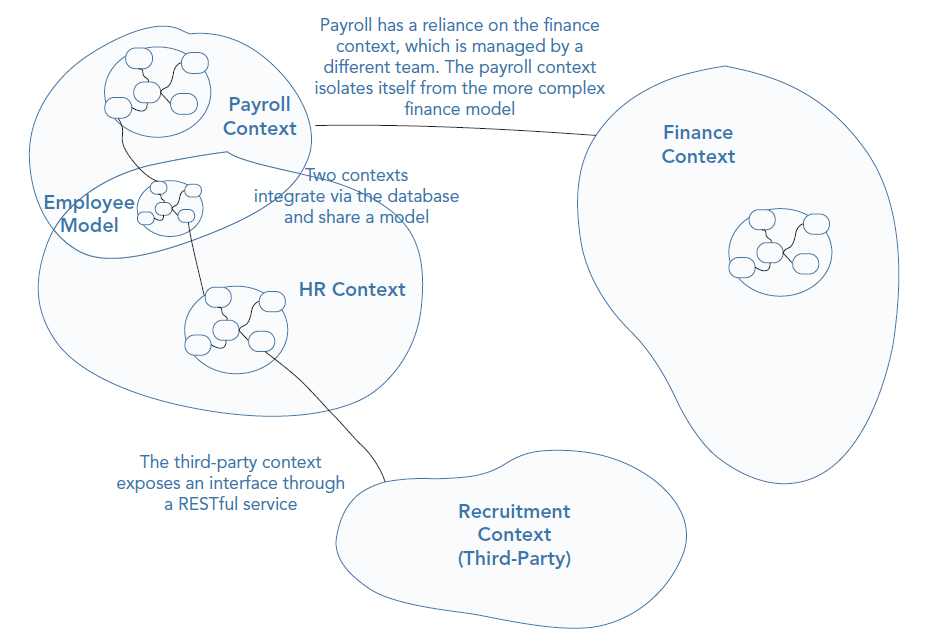 Payroll has a reliance on the finance
context, which is managed by a
different team. The payroll context
isolates itself from the more complex
finance model
Payroll
Context
Finance
Context
Two contexts
integrate via the database
and share a model
Employee
Model
HR Context
The third-party context
exposes an interface through
a RESTful service
Recruitment
Context
(Third-Party)